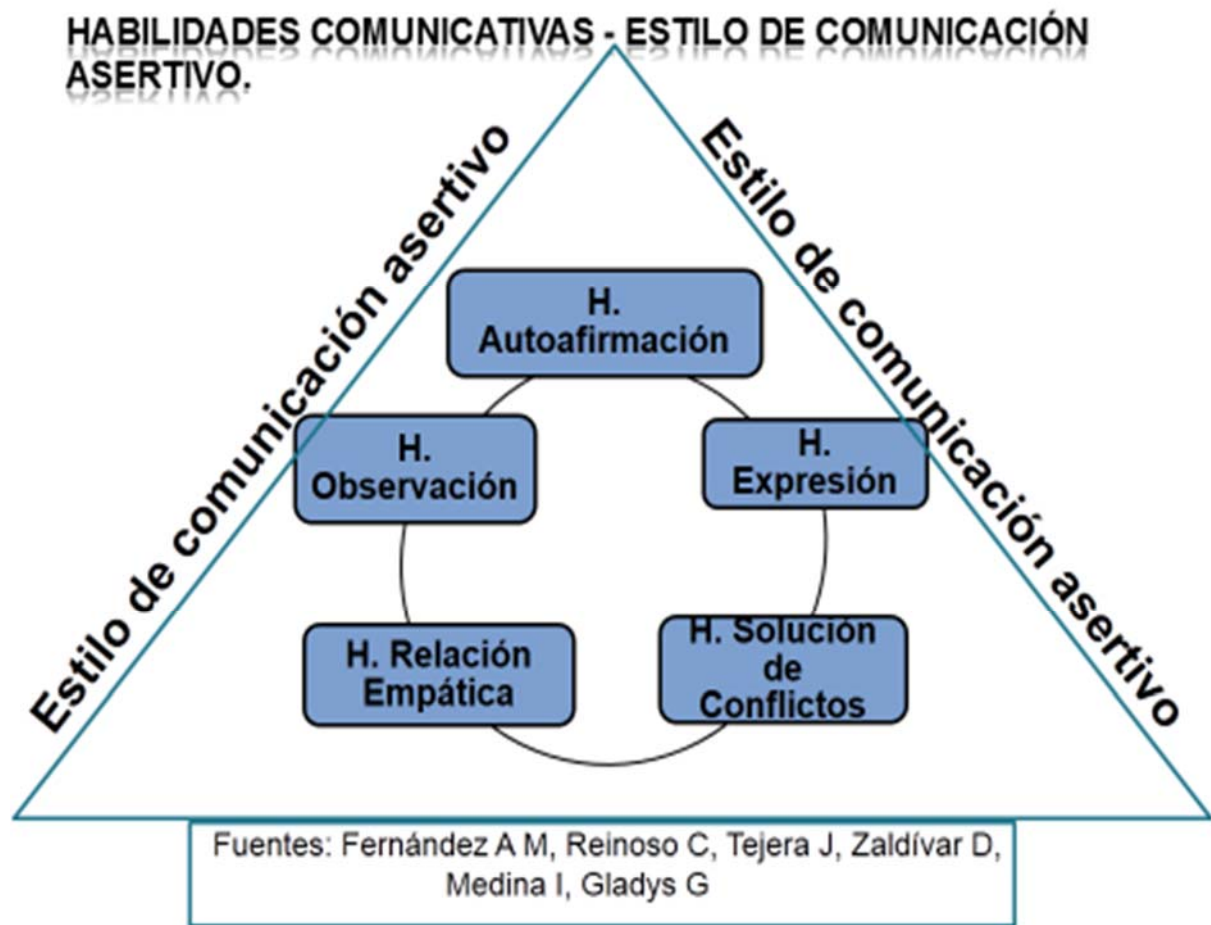 HABILIDADES COMUNICATIVAS - ESTILO DE COMUNICACIÓN
ASERTIVO.
Estilo de comunicación asertivo
Estilo de comunicación asertivo
H.
Autoafirmación
H.
Observación
H.
Expresión
H. Relación
Empática
H. Solución
de
Conflictos
Fuentes: Fernández A M, Reinoso C, Tejera J, Zaldívar D,
Medina I, Gladys G